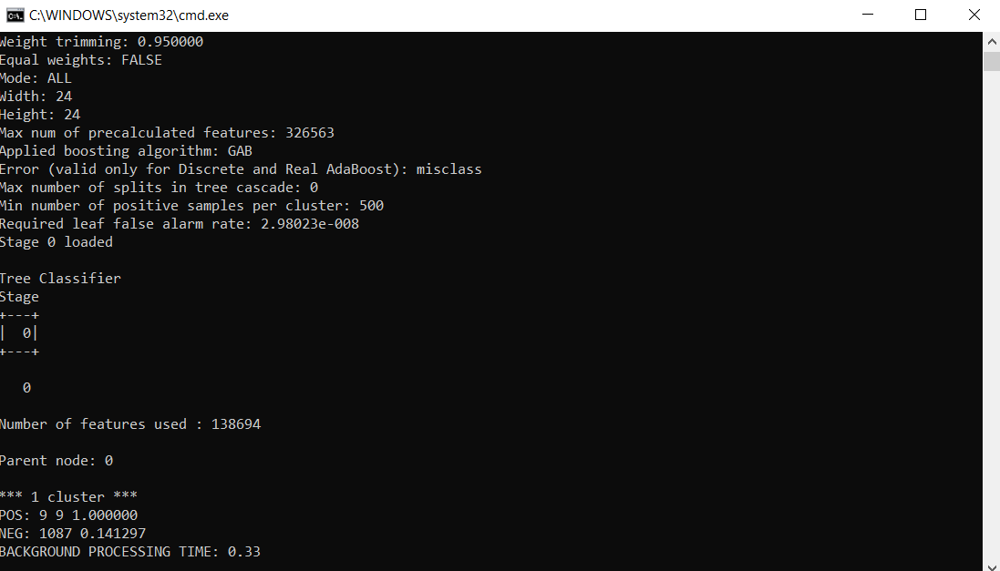 C:\WINDOWS\system32\cmd.exe
Weight trimming: 0.950000
Equal weights: FALSE
Mode: ALL
Width: 24
Height: 24
Max num of precalculated features: 326563
Applied boosting algorithm: GAB
Error (valid only for Discrete and Real AdaBoost): misclass
Max number of splits in tree cascade: 0
Min number of positive samples per cluster: 500
Required leaf false alarm rate: 2.98023e-008
Stage 0 loaded
Tree Classifier
Stage
+---+
|  0|
+---+
0
Number of features used : 138694
Parent node: 0
*** 1 cluster ***
POS: 9 9 1.000000
NEG: 1087 0.141297
BACKGROUND PROCESSING TIME: 0.33